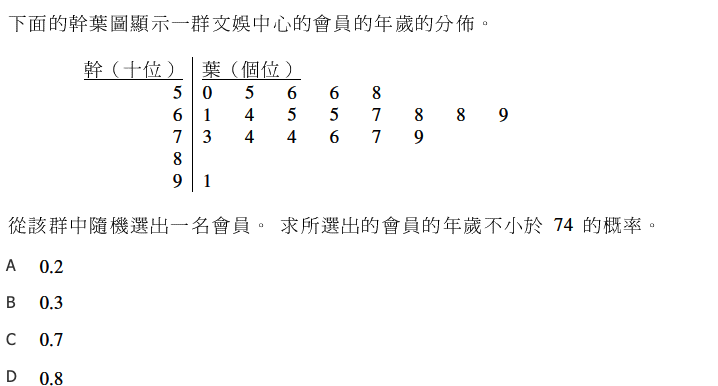 下面的幹葉圖顯示一群文娛中心的會員的年歲的分佈。
幹（十位） 葉（個位）
5 0 5 6 6 8
6 1 4 5 5 7 8 8 9
7 3 4 4 6 7 9
8
9 1
從該群中隨機選出一名會員。 求所選出的會員的年歲不小於 74 的概率。
A 0.2
B 0.3
C 0.7
D 0.8